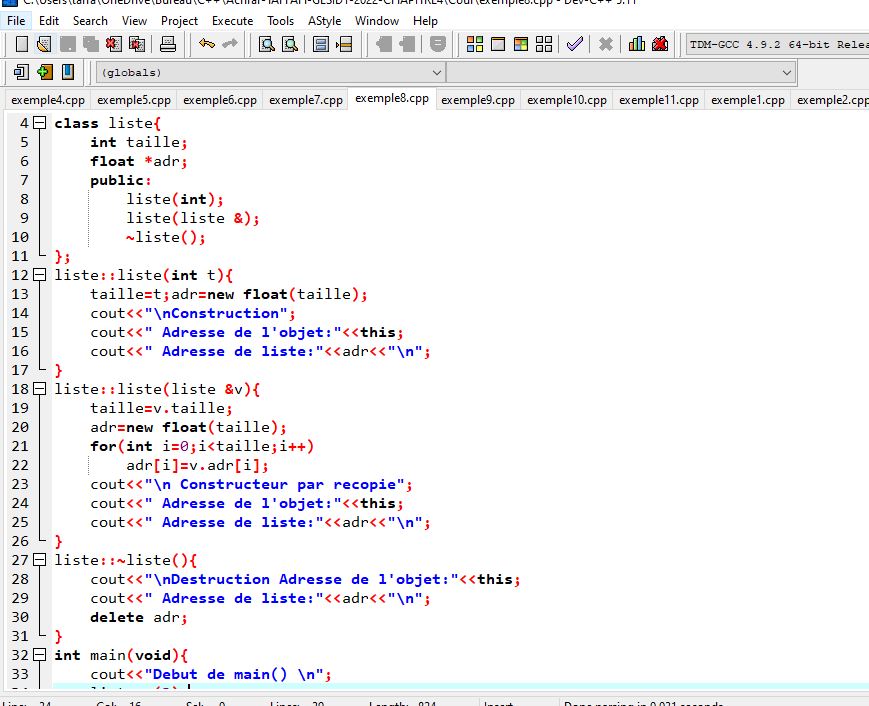 File Edit Search View Project Execute Tools AStyle Window Help
TDM-GCC 4.9.2 64-bit Relea
(globals)
exemple4.cpp exemple5.cpp exemple6.cpp exemple7.cpp exemple8.cpp exemple9.cpp exemple10.cpp exemple11.cpp exemple1.cpp exemple2.cpp
4 class liste{
5 int taille;
6 float *adr;
7 public:
8 liste(int);
9 liste(liste &);
10 ~liste();
11 };
12 liste::liste(int t){
13 taille=t;adr=new float(taille);
14 cout<<"\nConstruction";
15 cout<<" Adresse de l'objet:"<<this;
16 cout<<" Adresse de liste:"<<adr<<"\n";
17 }
18 liste::liste(liste &v){
19 taille=v.taille;
20 adr=new float(taille);
21 for(int i=0;i<taille;i++)
22 adr[i]=v.adr[i];
23 cout<<"\n Constructeur par recopie";
24 cout<<" Adresse de l'objet:"<<this;
25 cout<<" Adresse de liste:"<<adr<<"\n";
26 }
27 liste::~liste(){
28 cout<<"\nDestruction Adresse de l'objet:"<<this;
29 cout<<" Adresse de liste:"<<adr<<"\n";
30 delete adr;
31 }
32 int main(void){
33 cout<<"Debut de main() \n";